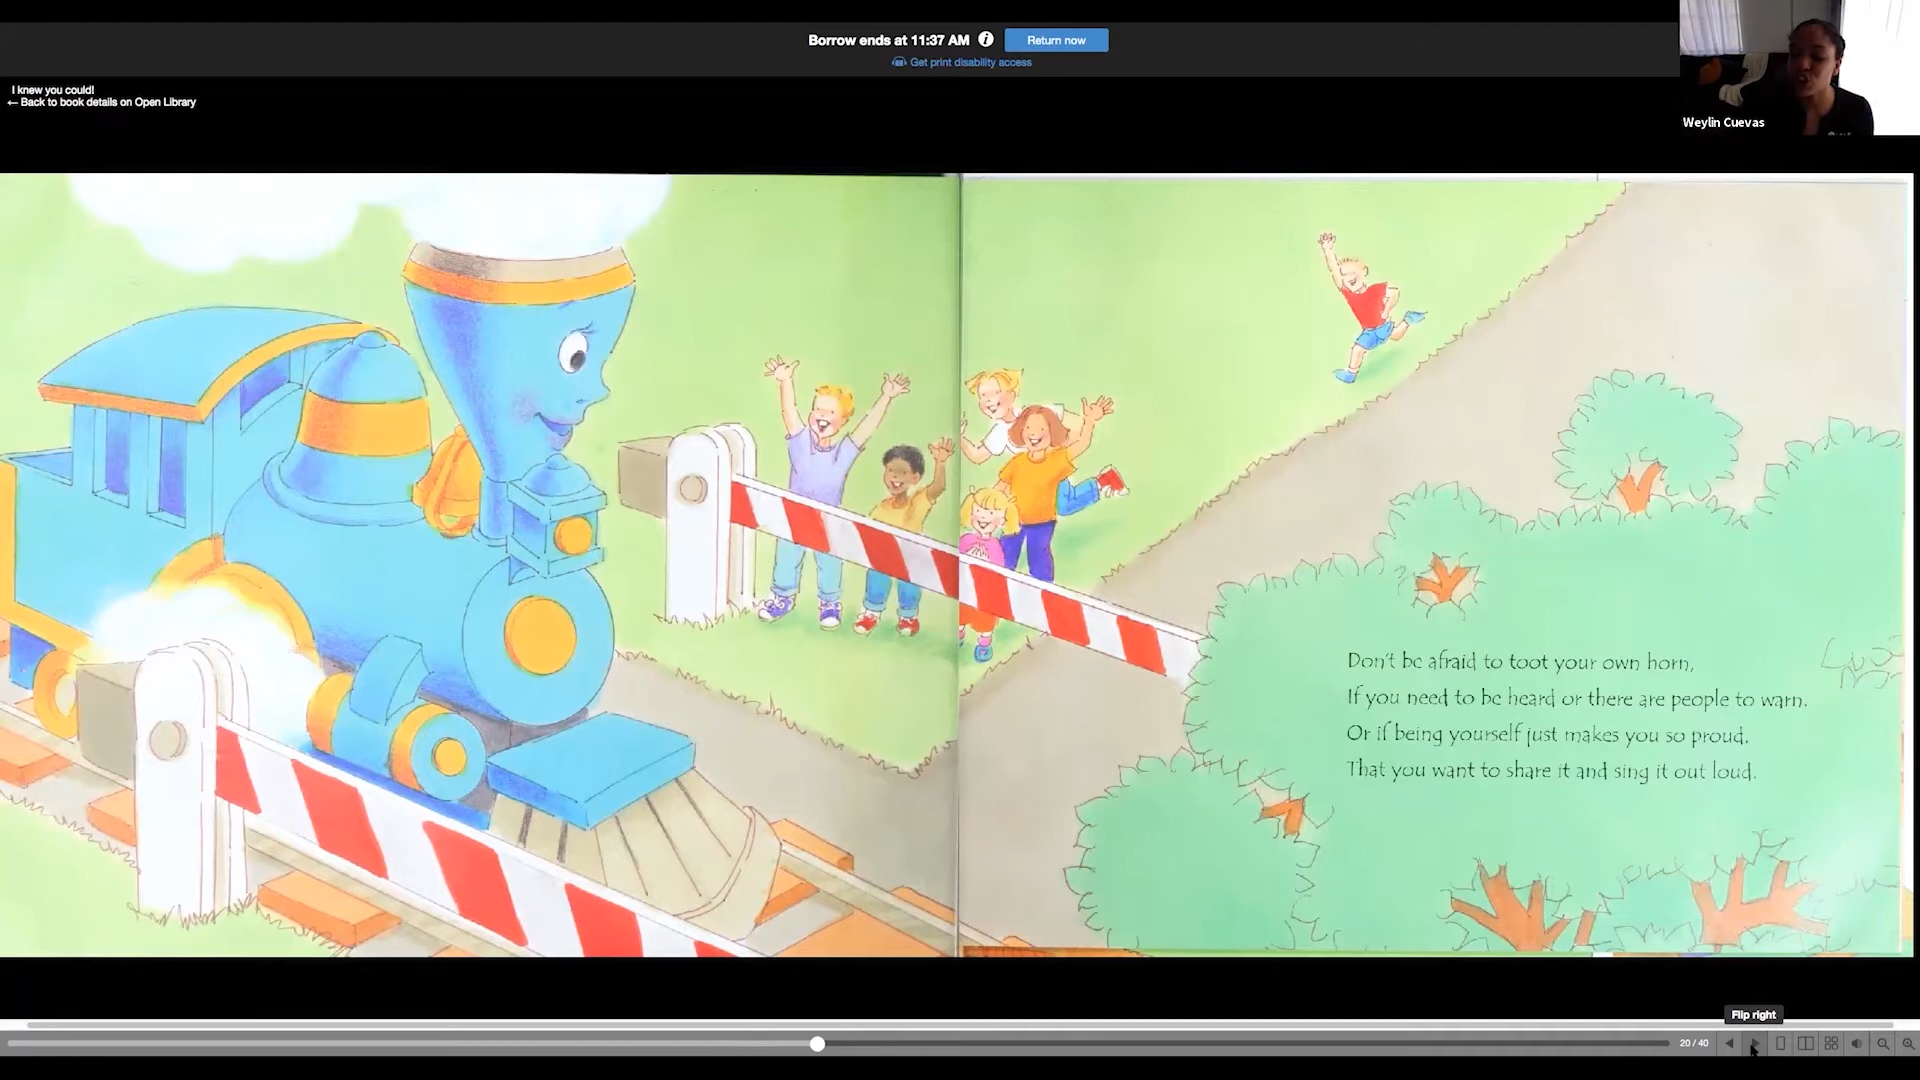 Borrow ends at 11:37 AM
Return now
Get print disability access
I knew you could!
← Back to book details on Open Library
Weylin Cuevas
Don't be afraid to toot your own horn,
If you need to be heard or there are people to warn.
Or if being yourself just makes you so proud,
That you want to share it and sing it out loud.
Flip right
20 / 40